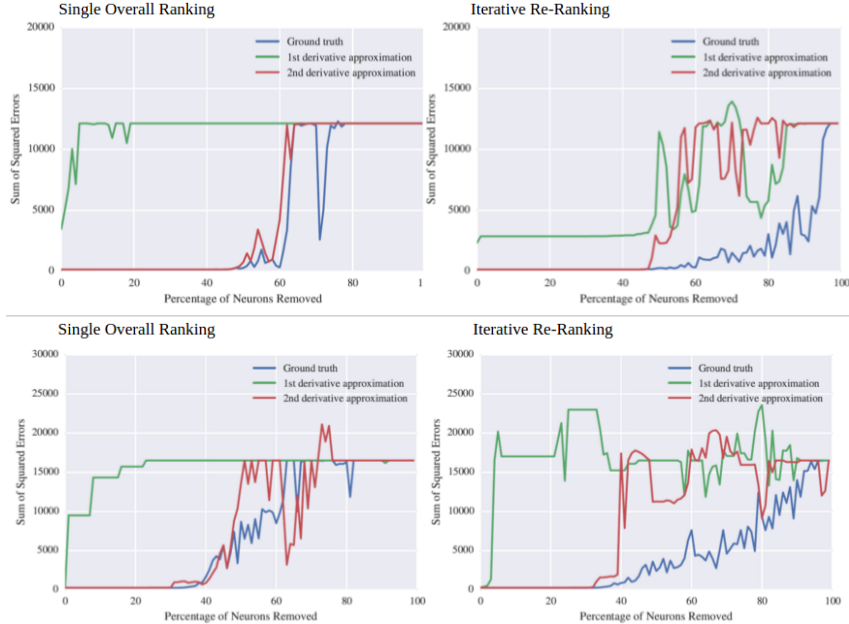 Single Overall Ranking
Iterative Re-Ranking
20000
15000
10000
5000
0
Sum of Squared Errors
Ground truth
1st derivative approximation
2nd derivative approximation
0 20 40 60 80 1
Percentage of Neurons Removed
20000
15000
10000
5000
0
Sum of Squared Errors
Ground truth
1st derivative approximation
2nd derivative approximation
0 20 40 60 80 100
Percentage of Neurons Removed
Single Overall Ranking
Iterative Re-Ranking
30000
25000
20000
15000
10000
5000
0
Sum of Squared Errors
Ground truth
1st derivative approximation
2nd derivative approximation
0 20 40 60 80 100
Percentage of Neurons Removed
30000
25000
20000
15000
10000
5000
0
Sum of Squared Errors
Ground truth
1st derivative approximation
2nd derivative approximation
0 20 40 60 80 100
Percentage of Neurons Removed